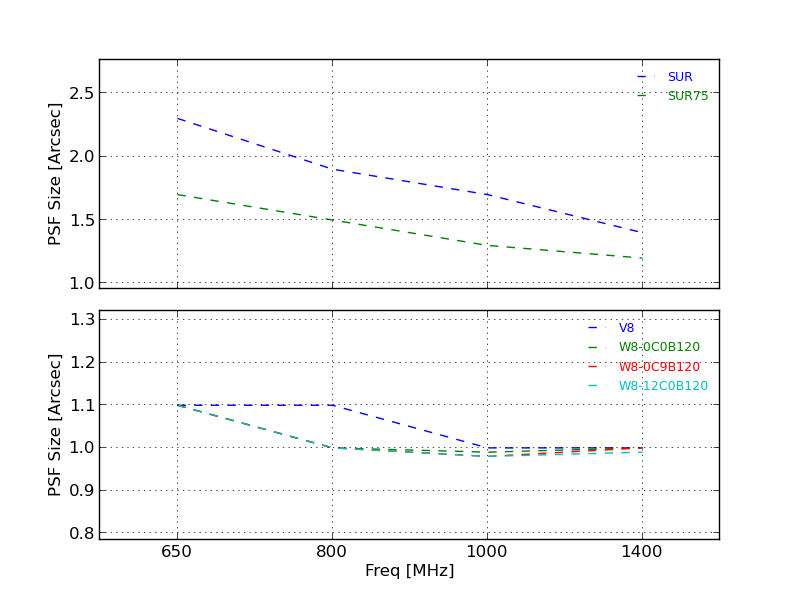 SUR
SUR75
2.5
2.0
1.5
1.0
PSF Size [Arcsec]
V8
W8-0C0B120
W8-0C9B120
W8-12C0B120
1.3
1.2
1.1
1.0
0.9
0.8
PSF Size [Arcsec]
650 800 1000 1400
Freq [MHz]